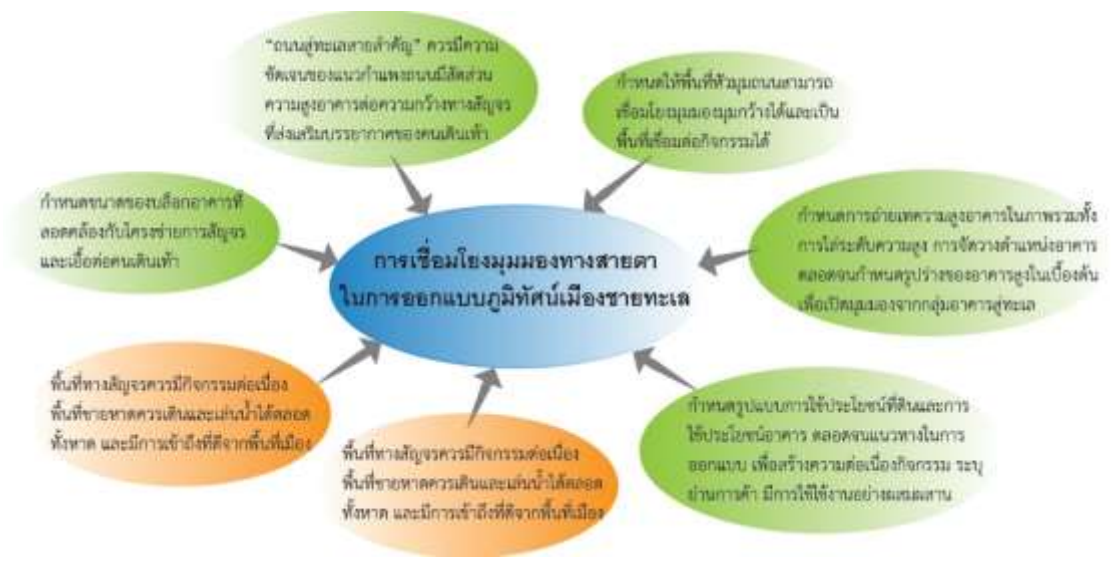 “ถนนสู่ทะเลสายสำคัญ” ควรมีความ
ชัดเจนของแนวกำแพงถนนมีสัดส่วน
ความสูงอาคารต่อความกว้างทางสัญจร
ที่ส่งเสริมบรรยากาศของคนเดินเท้า
กำหนดให้พื้นที่หัวมุมถนนสามารถ
เชื่อมโยงมุมมองมุมกว้างได้และเป็น
พื้นที่เชื่อมต่อกิจกรรมได้
กำหนดขนาดของบล็อกอาคารที่
สอดคล้องกับโครงข่ายการสัญจร
และเอื้อต่อคนเดินเท้า
กำหนดการถ่ายเทความสูงอาคารในภาพรวมทั้ง
การไล่ระดับความสูง การจัดวางตำแหน่งอาคาร
ตลอดจนกำหนดรูปร่างของอาคารสูงในเบื้องต้น
เพื่อเปิดมุมมองจากกลุ่มอาคารสู่ทะเล
การเชื่อมโยงมุมมองทางสายตา
ในการออกแบบภูมิทัศน์เมืองชายทะเล
พื้นที่ทางสัญจรควรมีกิจกรรมต่อเนื่อง
พื้นที่ชายหาดควรเดินและเล่นน้ำได้ตลอด
ทั้งหาด และมีการเข้าถึงที่ดีจากพื้นที่เมือง
พื้นที่ทางสัญจรควรมีกิจกรรมต่อเนื่อง
พื้นที่ชายหาดควรเดินและเล่นน้ำได้ตลอด
ทั้งหาด และมีการเข้าถึงที่ดีจากพื้นที่เมือง
กำหนดรูปแบบการใช้ประโยชน์ที่ดินและการ
ใช้ประโยชน์อาคาร ตลอดจนแนวทางในการ
ออกแบบ เพื่อสร้างความต่อเนื่องกิจกรรม ระบุ
ย่านการค้า มีการใช้ใช้งานอย่างผสมผสาน